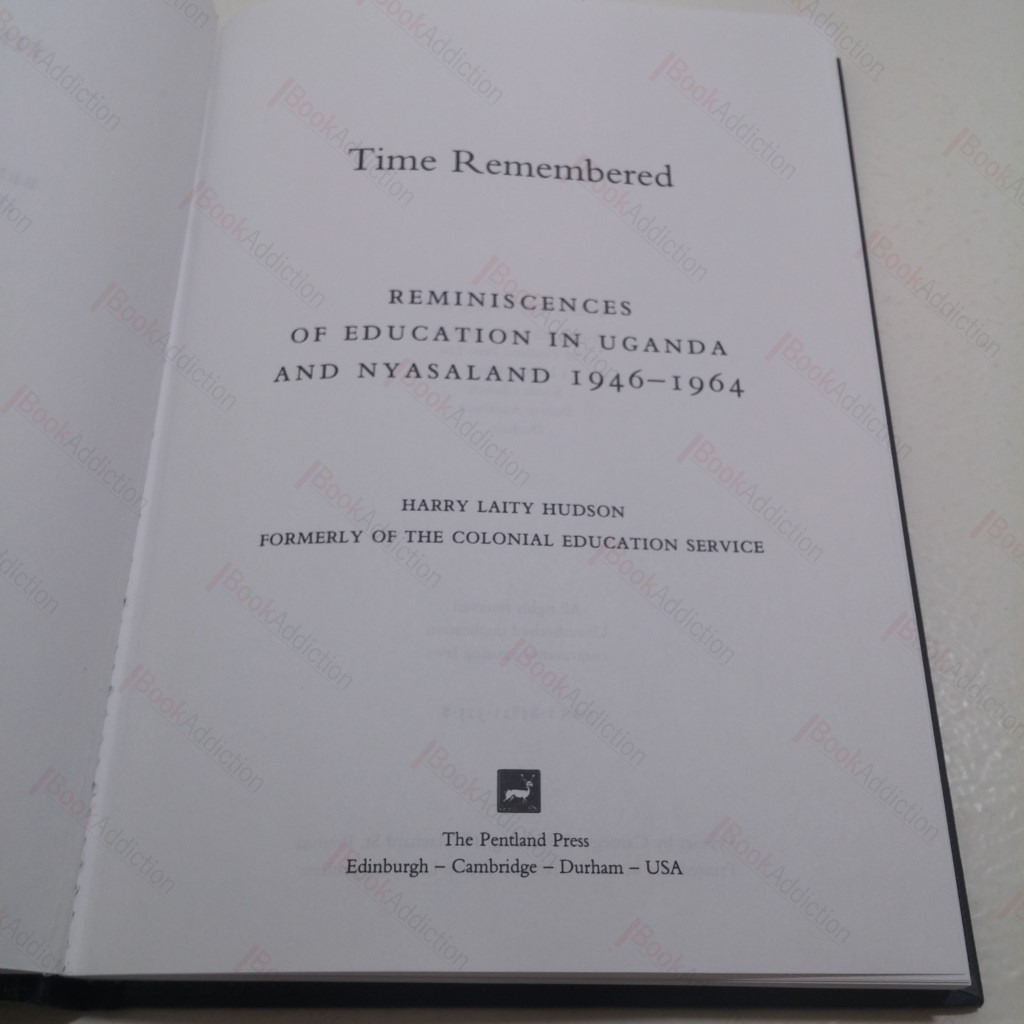 Time Remembered
REMINISCENCES
OF EDUCATION IN UGANDA
AND NYASALAND 1946–1964
HARRY LAITY HUDSON
FORMERLY OF THE COLONIAL EDUCATION SERVICE
The Pentland Press
Edinburgh – Cambridge – Durham – USA
BookAddiction